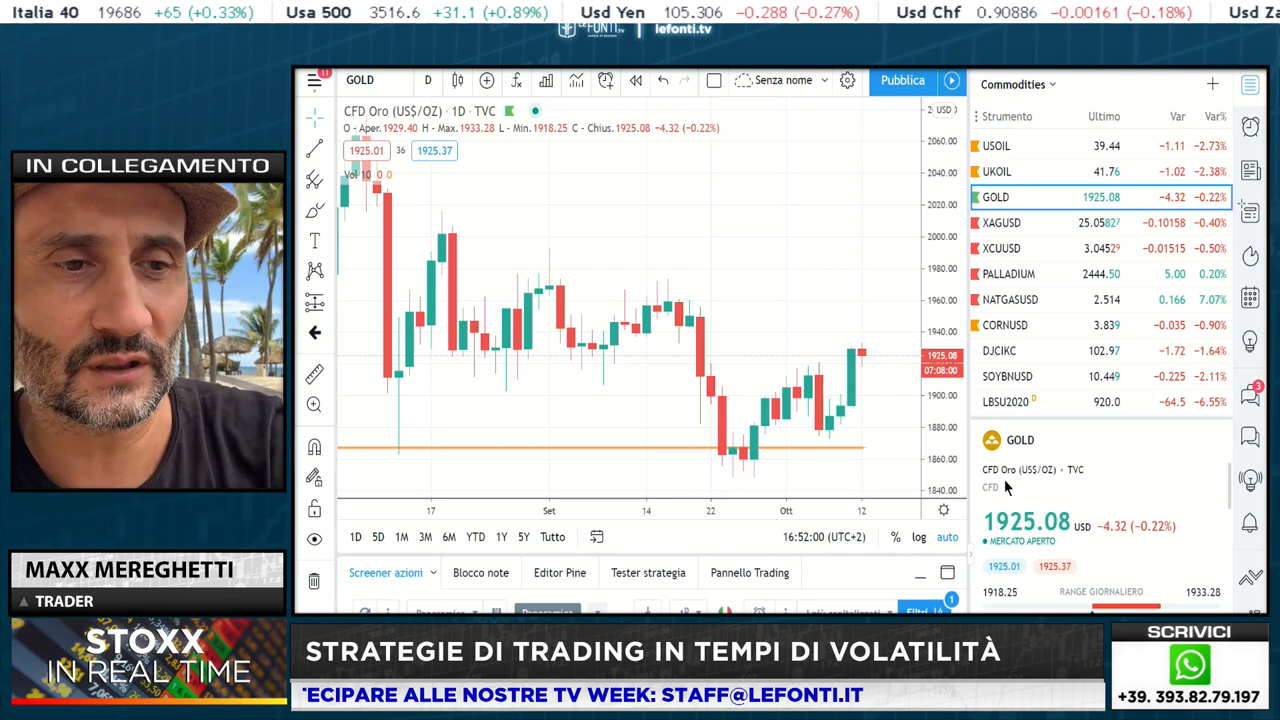 Italia 40 19686 +65 (+0.33%) Usa 500 3516.6 +31.1 (+0.89%) Usd Yen 105.306 -0.288 (-0.27%) Usd Chf 0.90886 -0.00161 (-0.18%) Usd Za
LEFONTI.TV lefonti.tv
IN COLLEGAMENTO
11
GOLD D Senza nome Pubblica
CFD Oro (US$/OZ) · 1D · TVC
O - Aper. 1929.40 H - Max. 1933.28 L - Min. 1918.25 C - Chius. 1925.08 −4.32 (−0.22%)
1925.01 36 1925.37
Vol 10 0 0
USD
2060.00
2040.00
2020.00
2000.00
1980.00
1960.00
1940.00
1925.08
07:08:00
1900.00
1880.00
1860.00
1840.00
17 Set 14 22 Ott 12
1D 5D 1M 3M 6M YTD 1Y 5Y Tutto 16:52:00 (UTC+2) % log auto
Screener azioni Blocco note Editor Pine Tester strategia Pannello Trading
Filtri 1
Commodities
Strumento Ultimo Var Var%
USOIL 39.44 −1.11 −2.73%
UKOIL 41.76 −1.02 −2.38%
GOLD 1925.08 −4.32 −0.22%
XAGUSD 25.0582⁷ −0.10158 −0.40%
XCUUSD 3.0452⁹ −0.01515 −0.50%
PALLADIUM 2444.50 5.00 0.20%
NATGASUSD 2.514 0.166 7.07%
CORNUSD 3.839 −0.035 −0.90%
DJCIKC 102.97 −1.72 −1.64%
SOYBNUSD 10.449 −0.225 −2.11%
LBSU2020 D 920.0 −64.5 −6.55%
3
GOLD
CFD Oro (US$/OZ) • TVC
CFD
1925.08 USD −4.32 (−0.22%)
MERCATO APERTO
1925.01 1925.37
1918.25 RANGE GIORNALIERO 1933.28
MAXX MEREGHETTI
TRADER
STOXX
IN REAL TIME
STRATEGIE DI TRADING IN TEMPI DI VOLATILITÀ
ECIPARE ALLE NOSTRE TV WEEK: STAFF@LEFONTI.IT
SCRIVICI
+39. 393.82.79.197